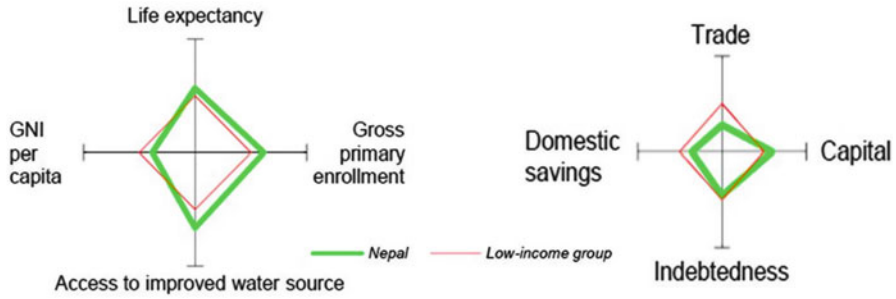 Life expectancy
GNI
per
capita
Gross
primary
enrollment
Access to improved water source
Trade
Domestic
savings
Capital
Indebtedness
Nepal
Low-income group